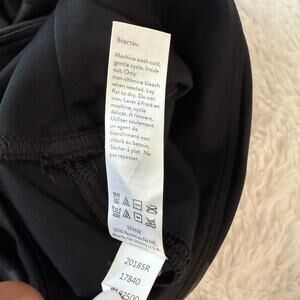 Эластан.
Machine wash cold,
gentle cycle. Inside
out. Only
non-chlorine bleach
when needed. Lay
flat to dry. Do not
iron. Laver à froid en
machine, cycle
délicat. À l'envers.
Utiliser seulement
un agent de
blanchiment non
chloré au besoin.
Sécher à plat. Ne
pas repasser.
SPANX
20185R
17840